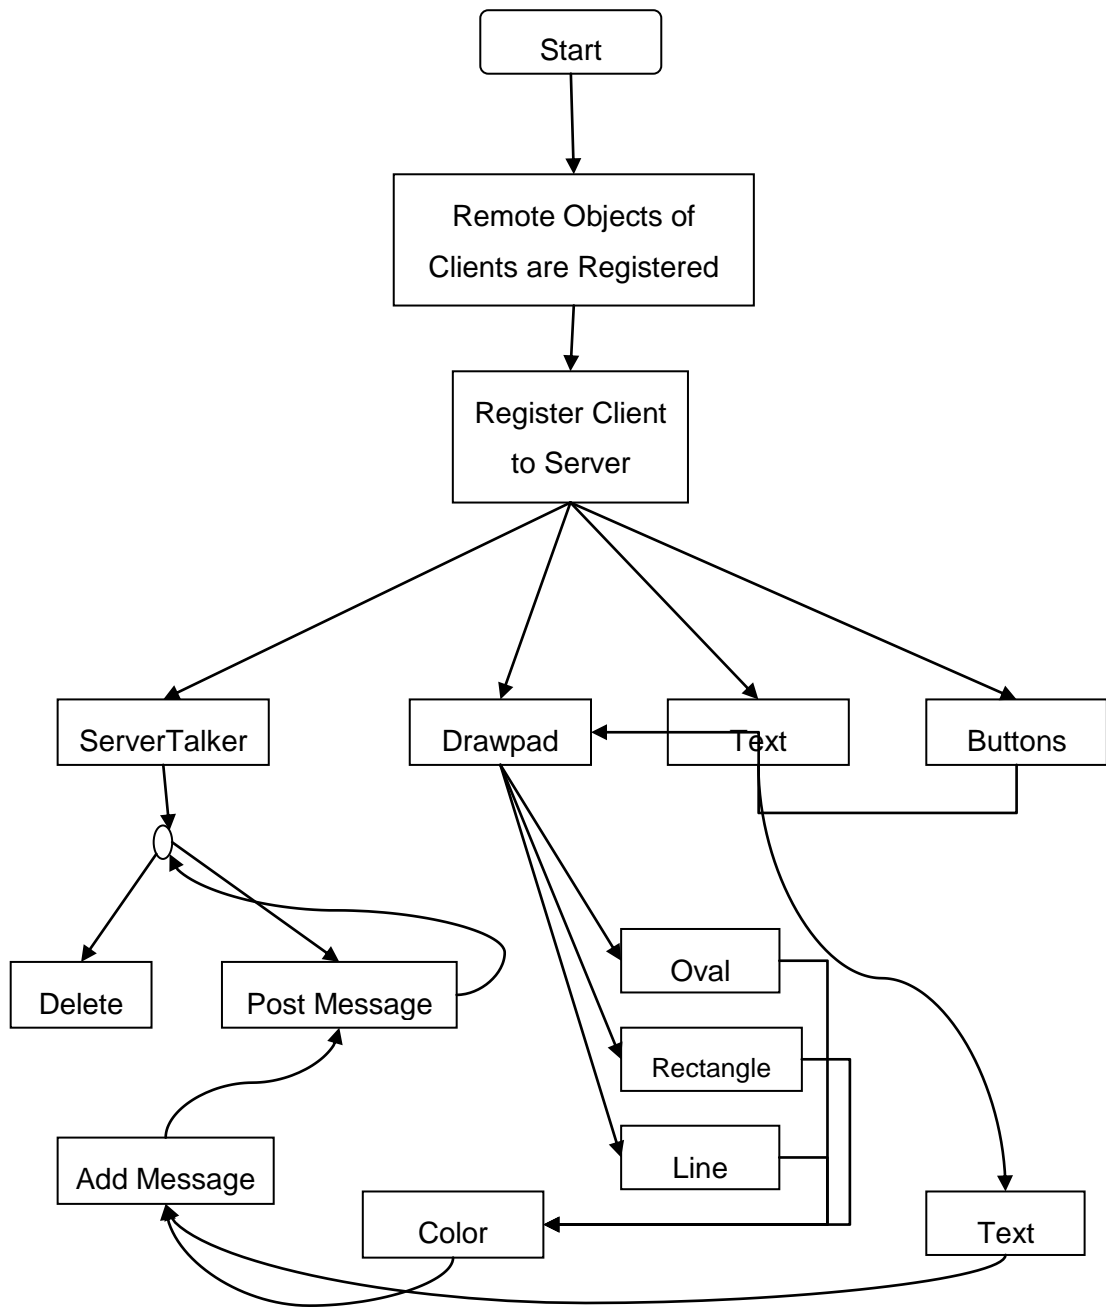 Start
Remote Objects of
Clients are Registered
Register Client
to Server
ServerTalker
Drawpad
Text
Buttons
Delete
Post Message
Oval
Rectangle
Line
Add Message
Color
Text